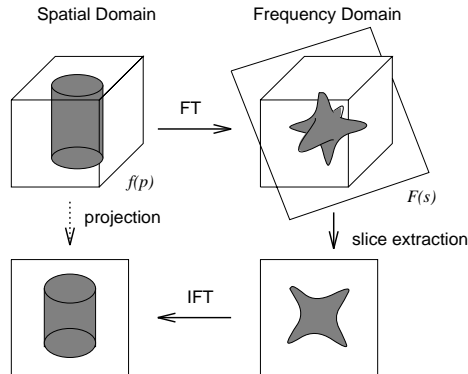 Spatial Domain
Frequency Domain
FT
f(p)
F(s)
projection
slice extraction
IFT